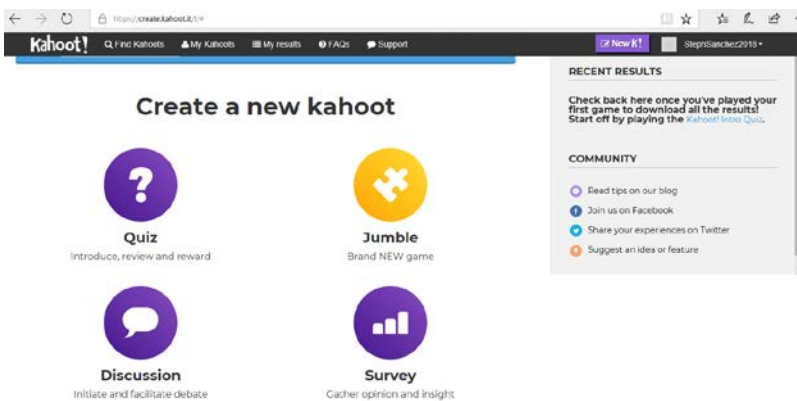 https://create.kahoot.it/#
Kahoot! Find Kahoots My Kahoots My results FAQs Support New K! StephSanchez2018
RECENT RESULTS
Check back here once you've played your
first game to download all the results!
Start off by playing the Kahoot! Intro Quiz.
Create a new kahoot
COMMUNITY
Read tips on our blog
Join us on Facebook
Share your experiences on Twitter
Suggest an idea or feature
Quiz Jumble
Introduce, review and reward Brand NEW game
Discussion Survey
Initiate and facilitate debate Gather opinion and insight